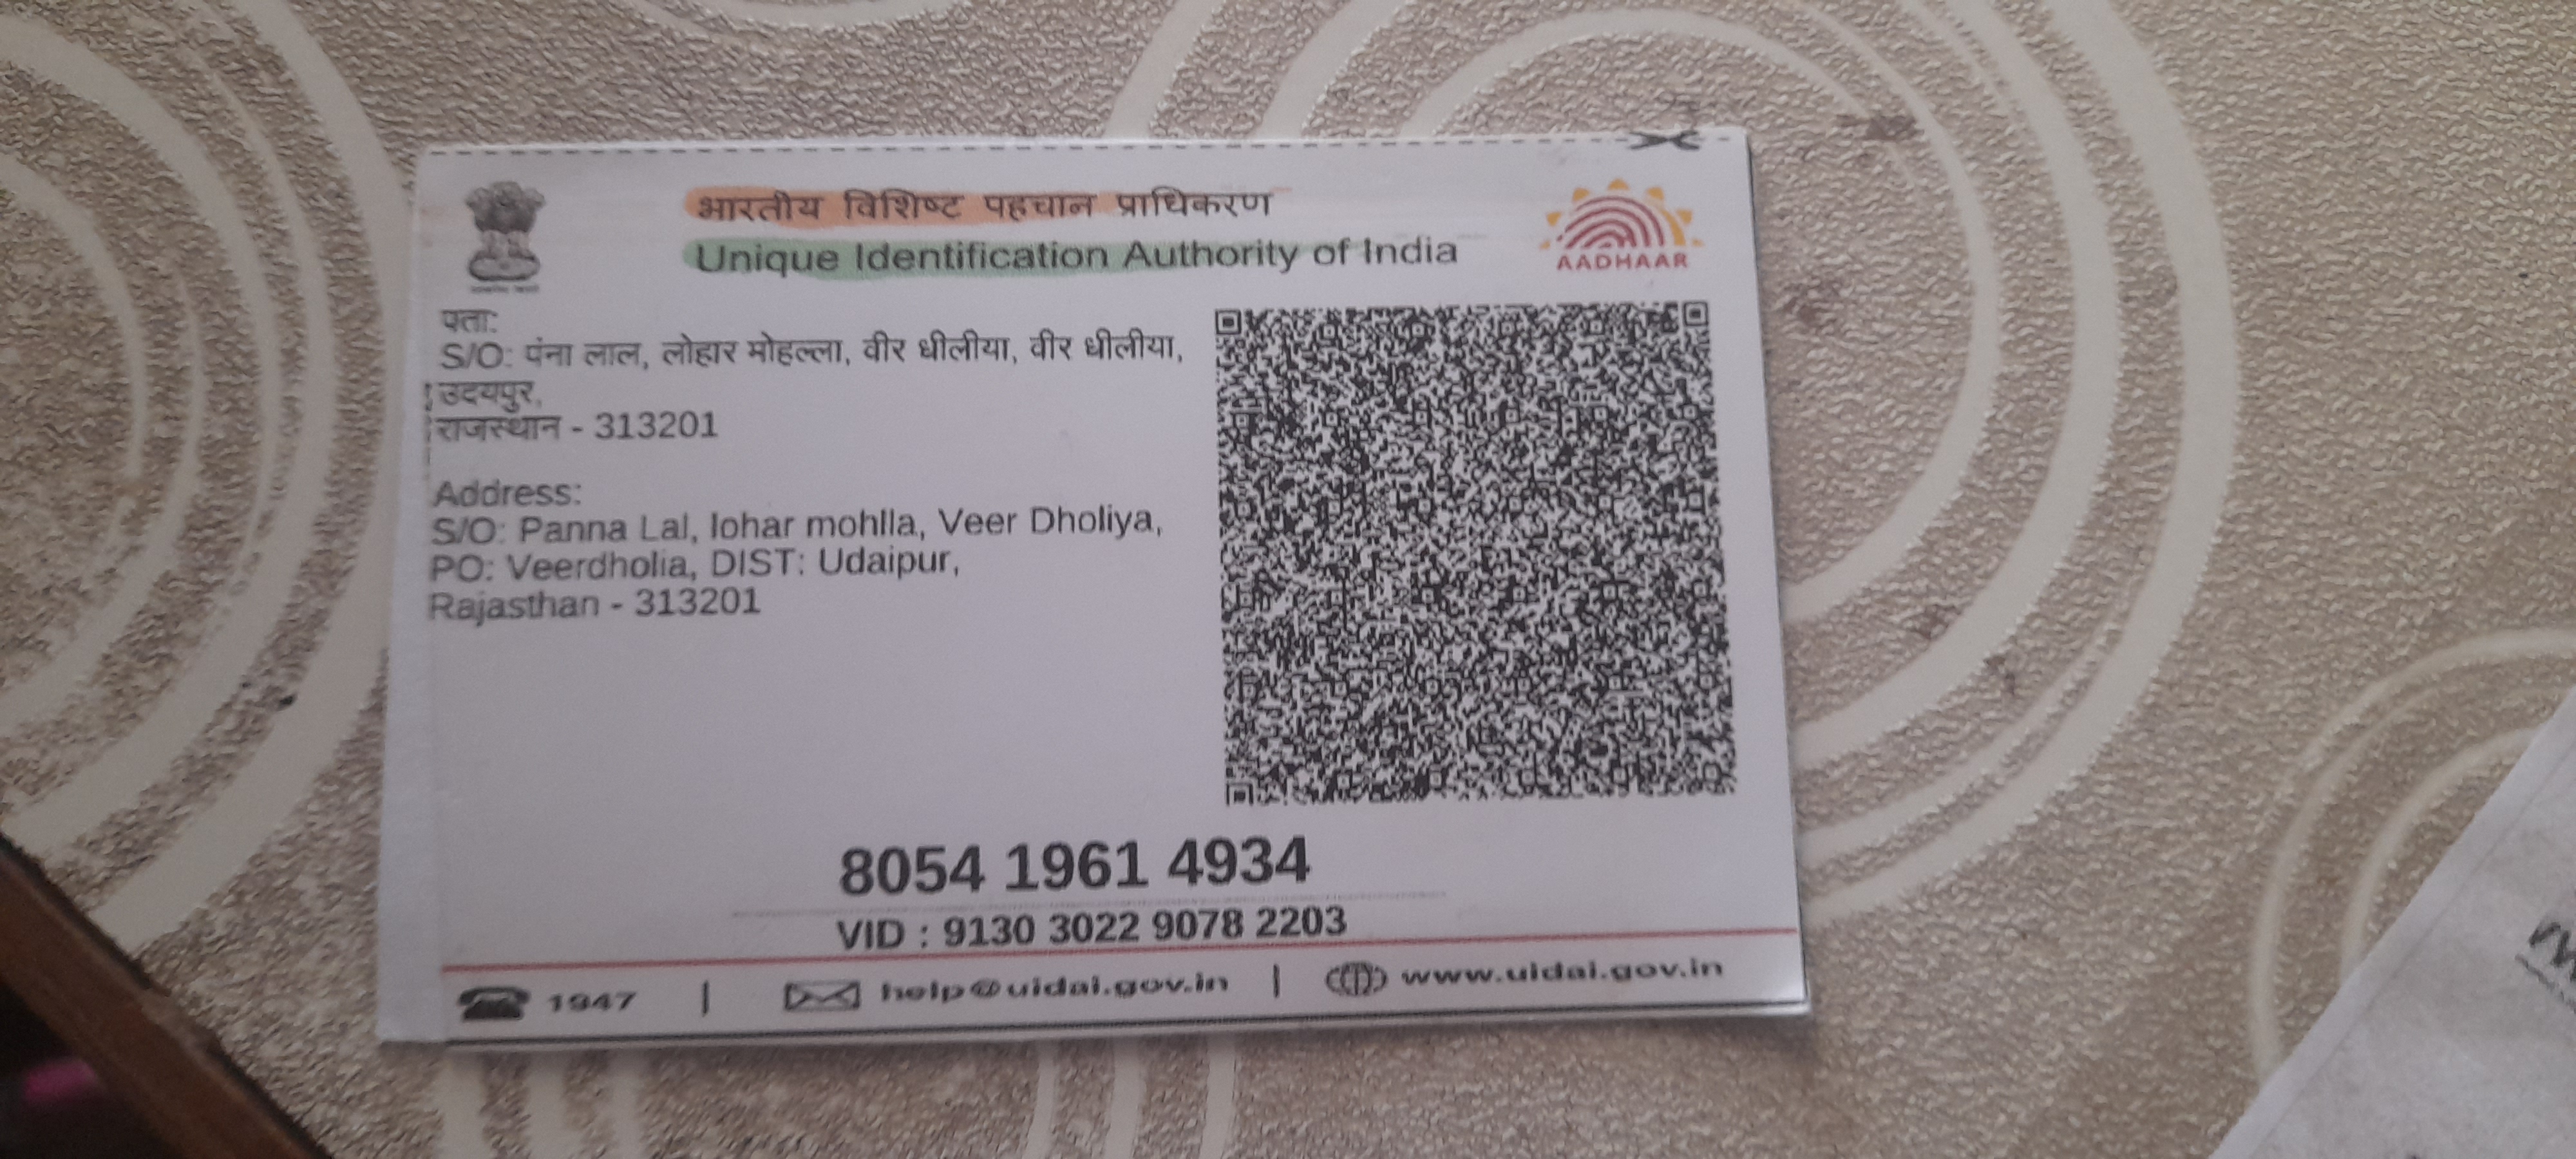 भारतीय विशिष्ट पहचान प्राधिकरण
Unique Identification Authority of India
AADHAAR
पता:
S/O: पंना लाल, लोहार मोहल्ला, वीर धीलीया, वीर धीलीया,
उदयपुर,
राजस्थान - 313201
Address:
S/O: Panna Lal, lohar mohlla, Veer Dholiya,
PO: Veerdholia, DIST: Udaipur,
Rajasthan - 313201
8054 1961 4934
VID : 9130 3022 9078 2203
1947 | help@uidai.gov.in | www.uidai.gov.in